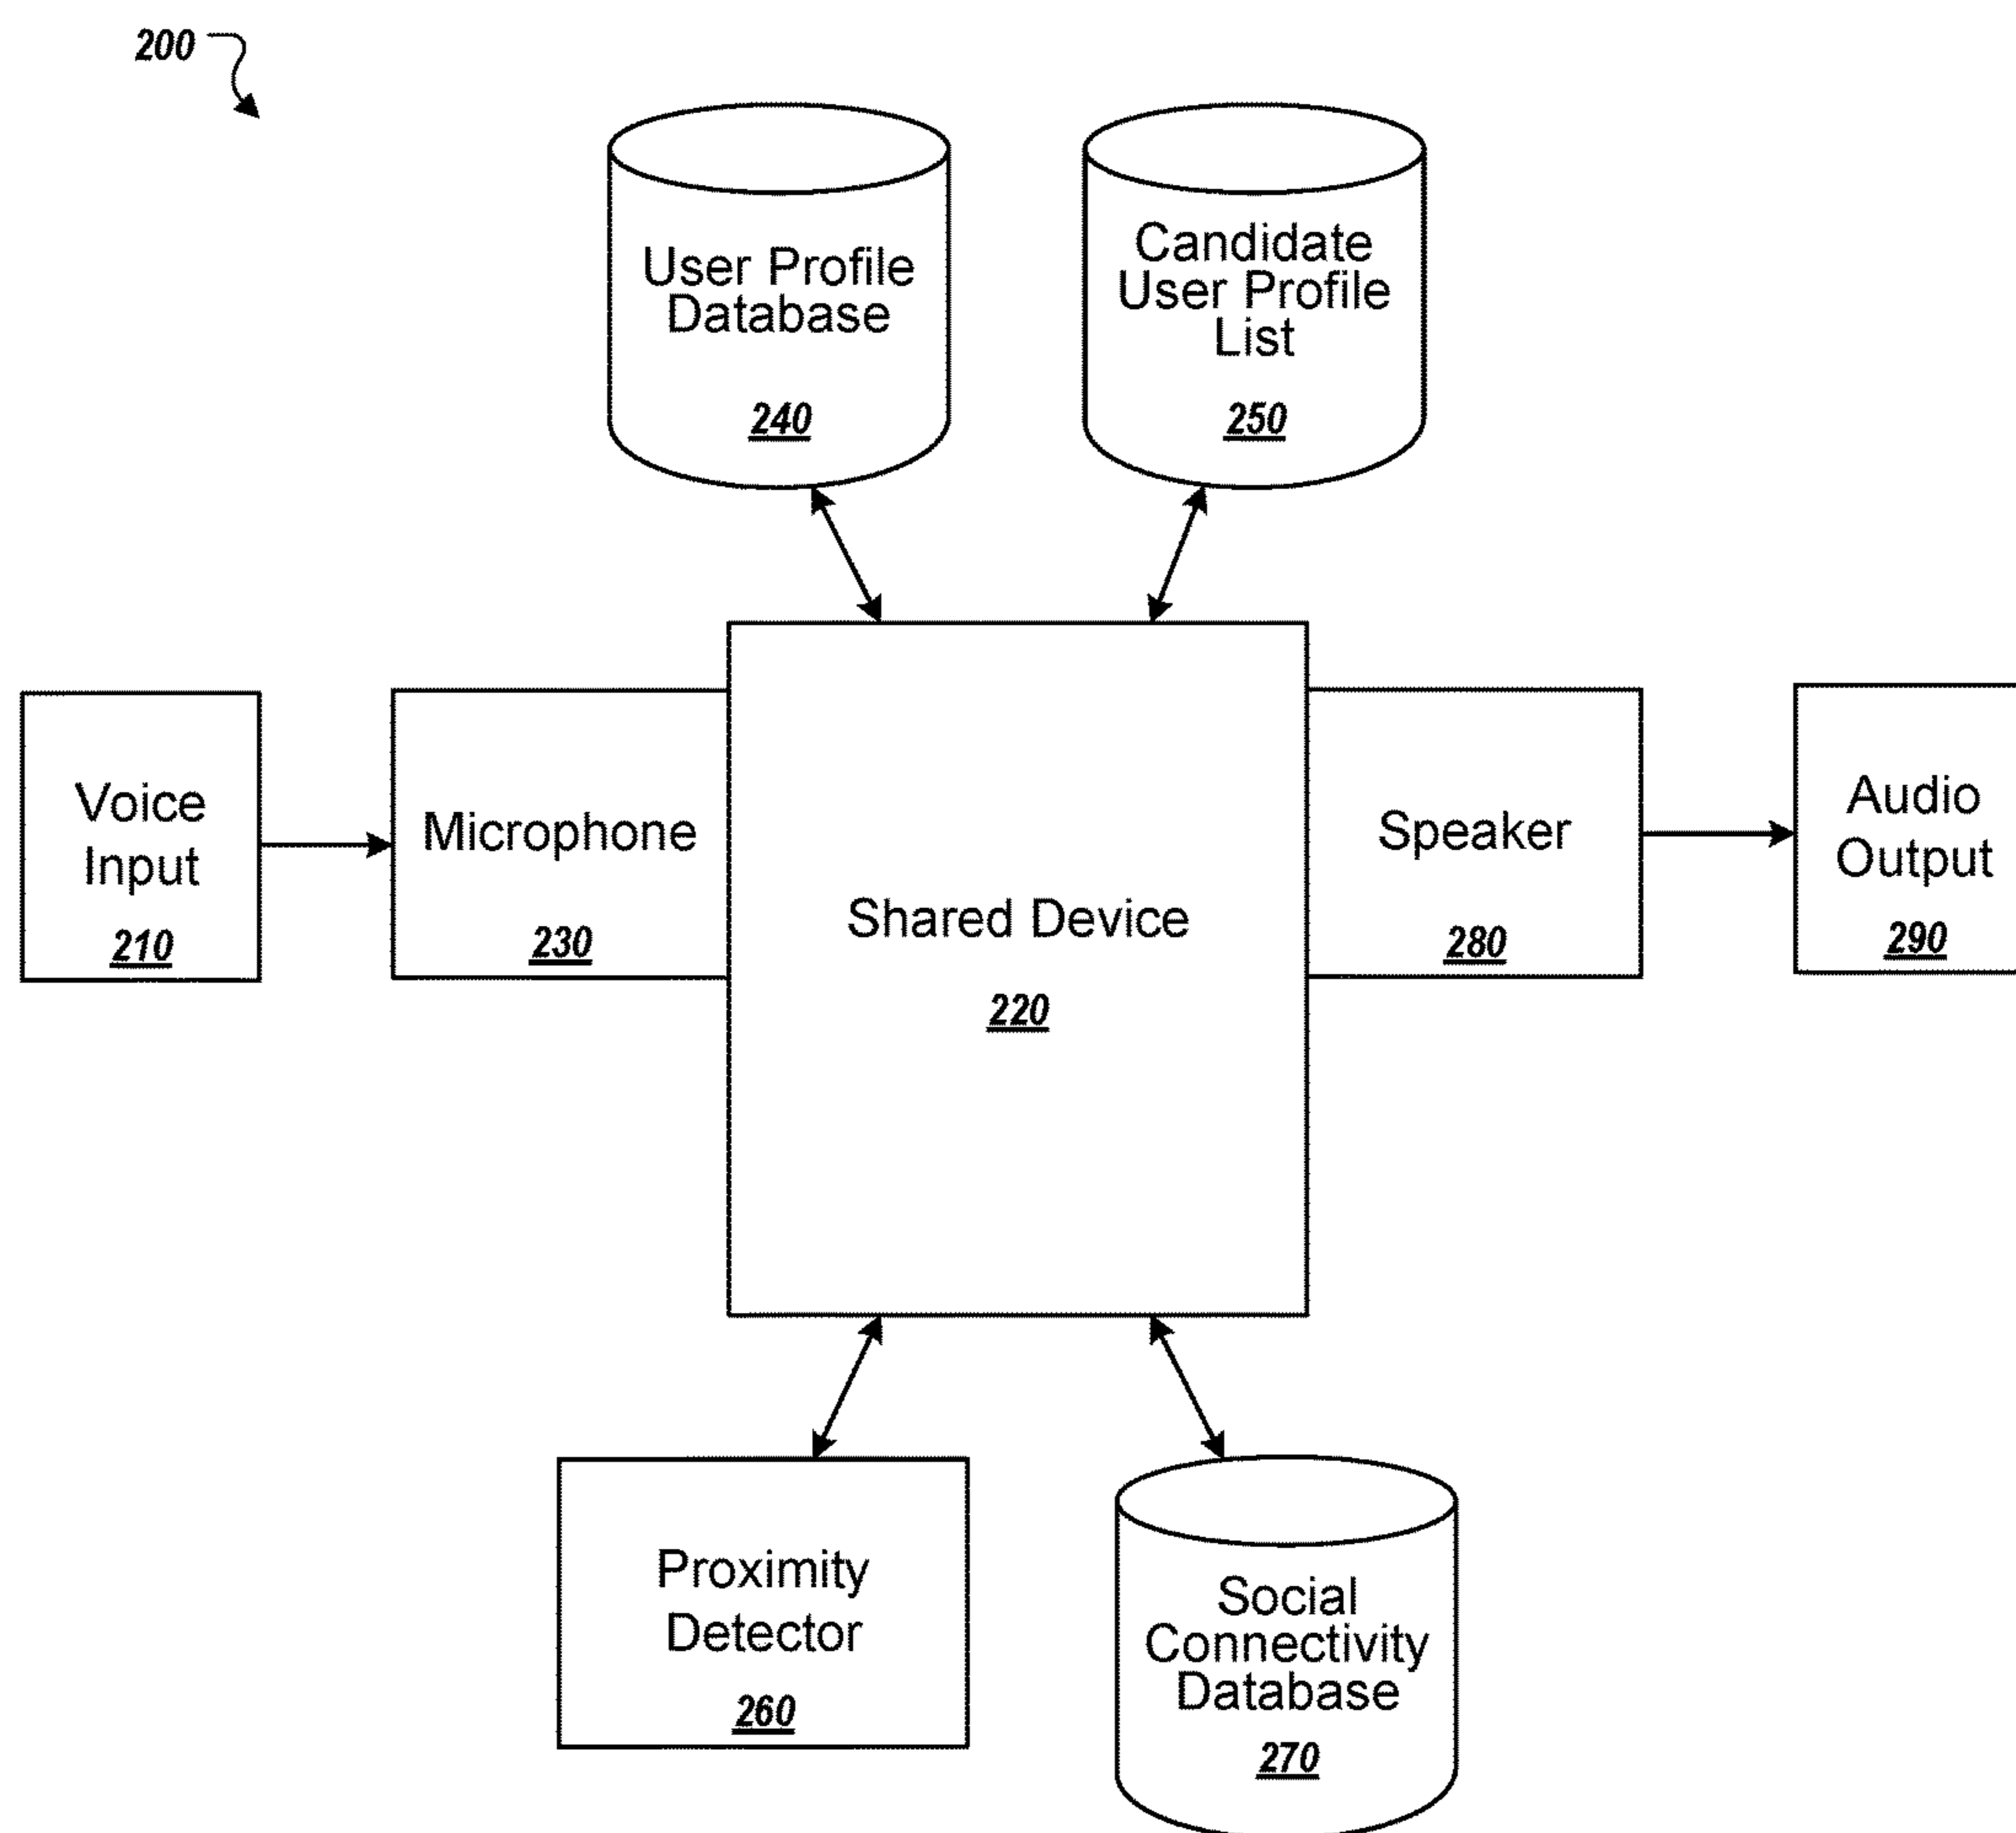 200
User Profile
Database
240
Candidate
User Profile
List
250
Voice
Input
210
Microphone
230
Shared Device
220
Speaker
280
Audio
Output
290
Proximity
Detector
260
Social
Connectivity
Database
270